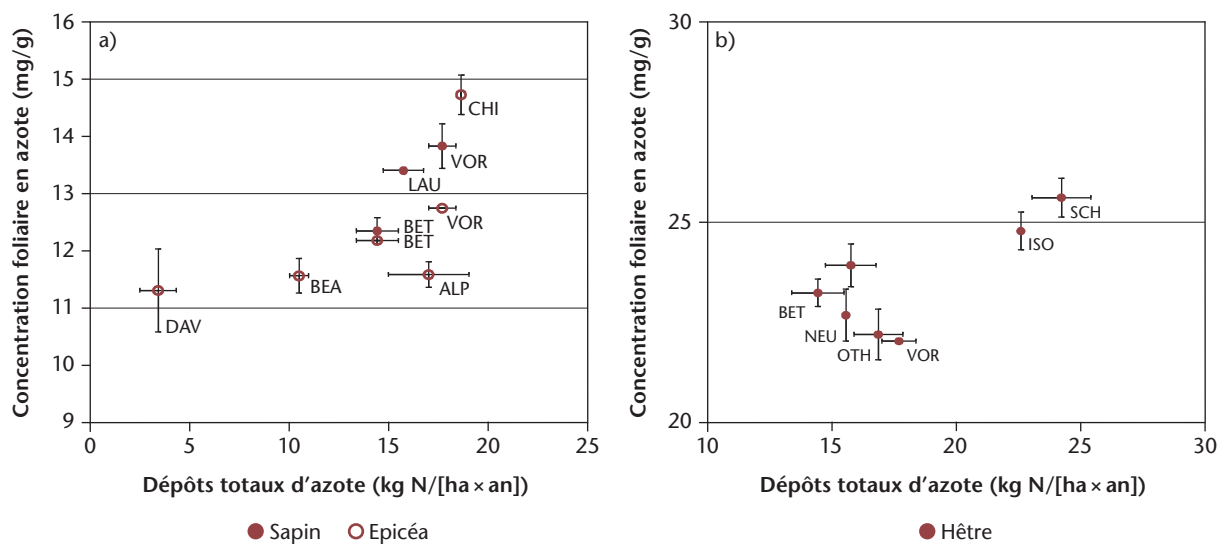 a)
Concentration foliaire en azote (mg/g)
16
15
14
13
12
11
10
9
0
5
10
15
20
25
CHI
VOR
LAU
VOR
BET
BET
BEA
ALP
DAV
Dépôts totaux d'azote (kg N/[ha × an])
Sapin
Epicéa
b)
Concentration foliaire en azote (mg/g)
30
25
20
10
15
20
25
30
SCH
ISO
BET
NEU
OTH
VOR
Dépôts totaux d'azote (kg N/[ha × an])
Hêtre